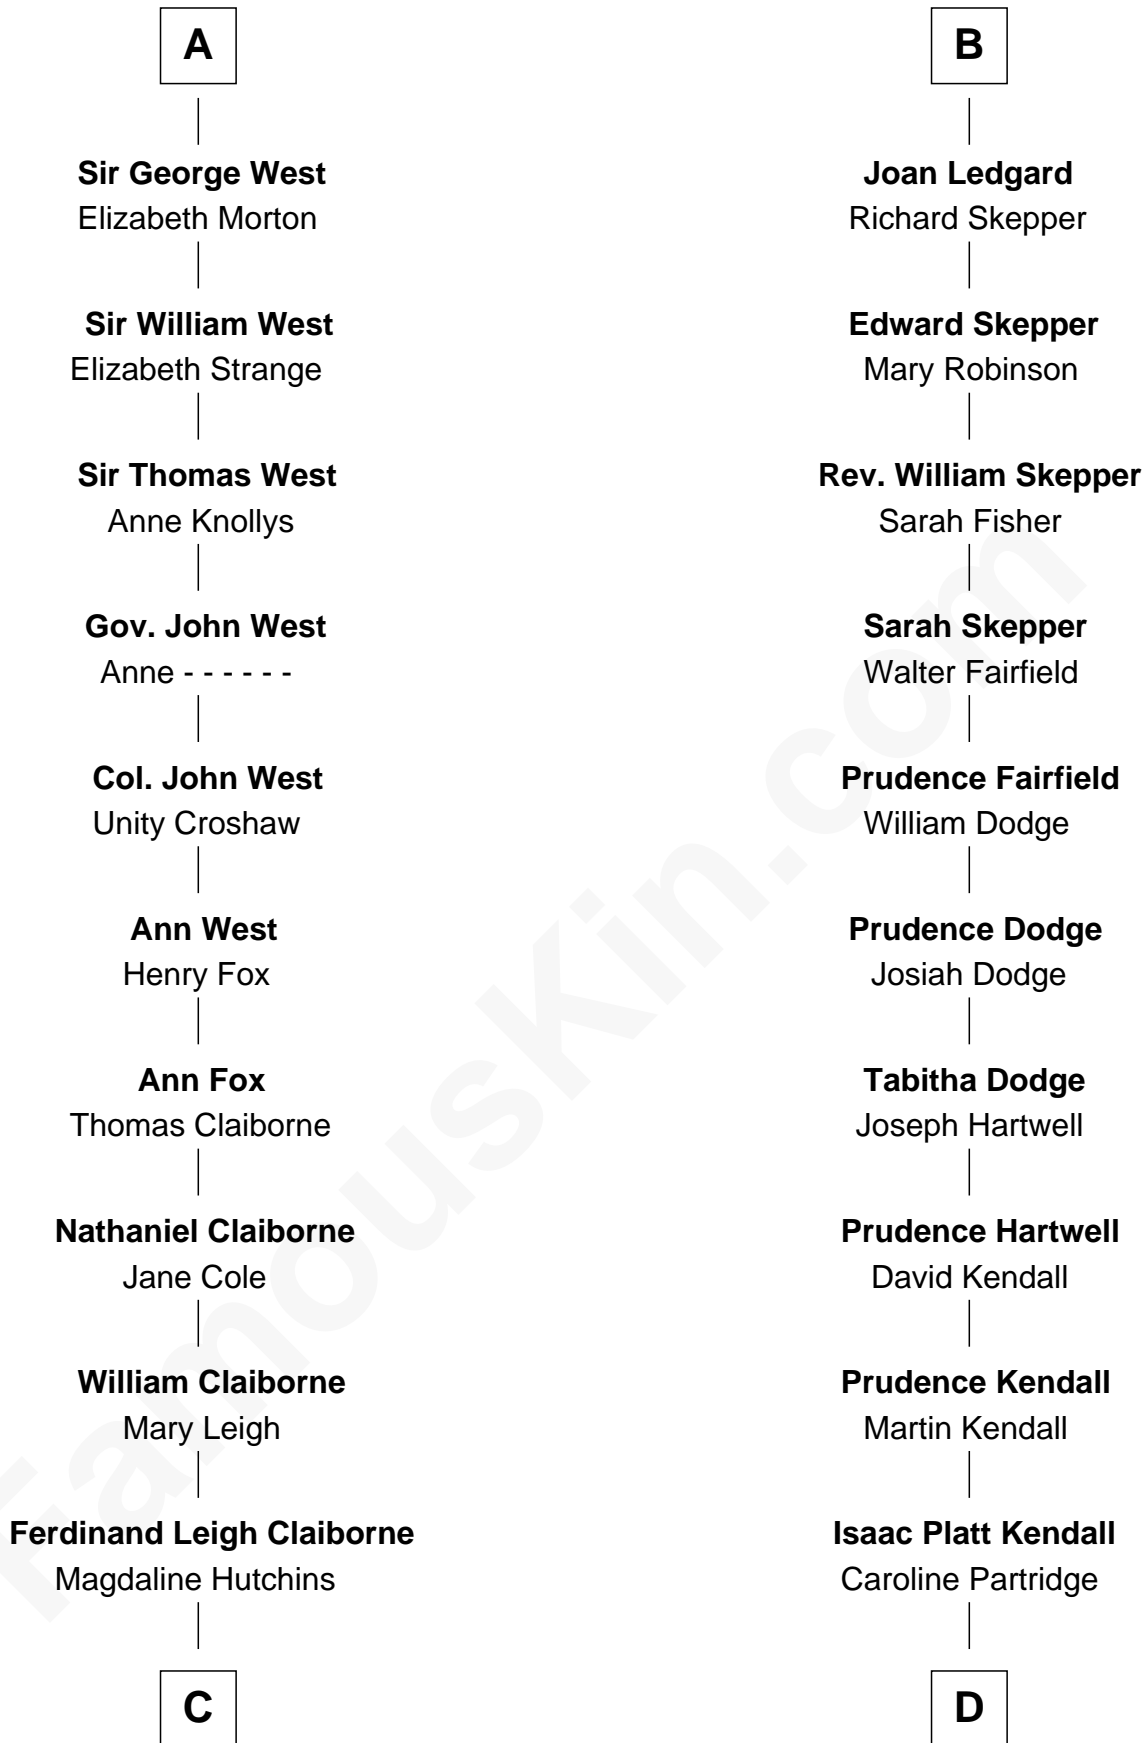 A
Sir George West
Elizabeth Morton
Sir William West
Elizabeth Strange
Sir Thomas West
Anne Knollys
Gov. John West
Anne - - - - - -
Col. John West
Unity Croshaw
Ann West
Henry Fox
Ann Fox
Thomas Claiborne
Nathaniel Claiborne
Jane Cole
William Claiborne
Mary Leigh
Ferdinand Leigh Claiborne
Magdaline Hutchins
C
B
Joan Ledgard
Richard Skepper
Edward Skepper
Mary Robinson
Rev. William Skepper
Sarah Fisher
Sarah Skepper
Walter Fairfield
Prudence Fairfield
William Dodge
Prudence Dodge
Josiah Dodge
Tabitha Dodge
Joseph Hartwell
Prudence Hartwell
David Kendall
Prudence Kendall
Martin Kendall
Isaac Platt Kendall
Caroline Partridge
D
FamousKin.com